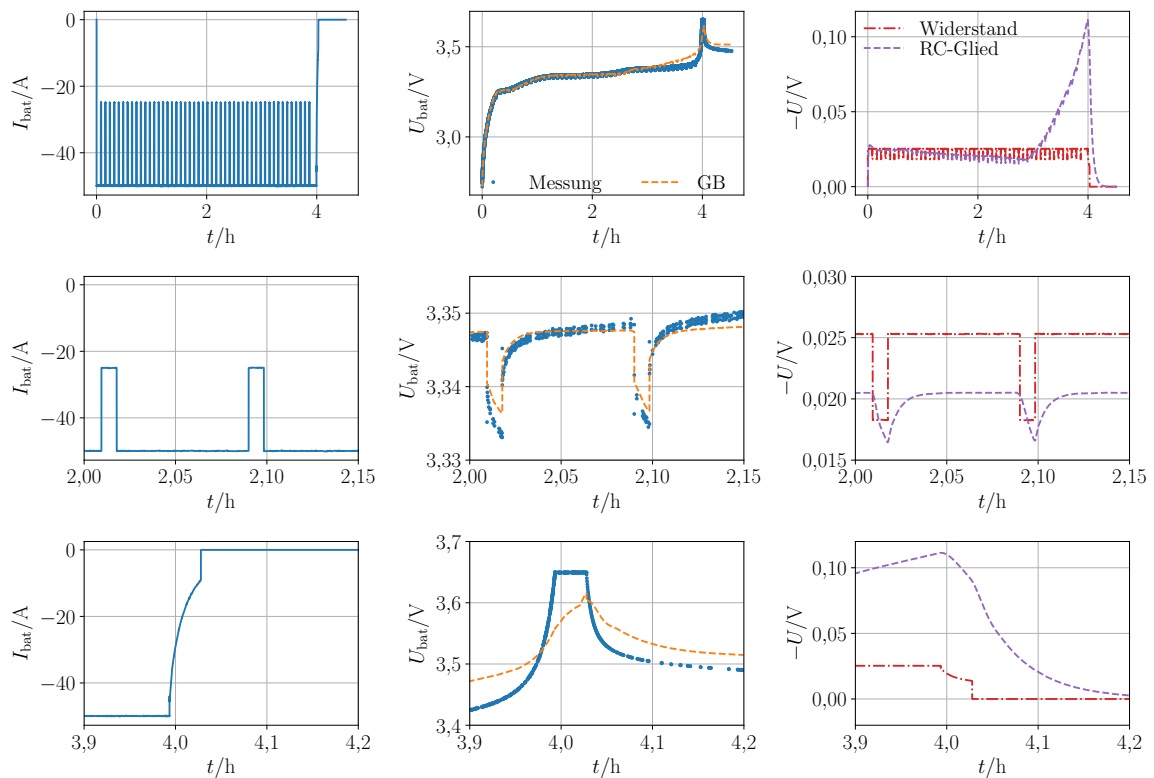 I_bat/A
0
−20
−40
0
2
4
t/h
U_bat/V
3,5
3,0
Messung
GB
0
2
4
t/h
−U/V
0,10
0,05
0,00
Widerstand
RC-Glied
0
2
4
t/h
I_bat/A
0
−20
−40
2,00
2,05
2,10
2,15
t/h
U_bat/V
3,35
3,34
3,33
2,00
2,05
2,10
2,15
t/h
−U/V
0,030
0,025
0,020
0,015
2,00
2,05
2,10
2,15
t/h
I_bat/A
0
−20
−40
3,9
4,0
4,1
4,2
t/h
U_bat/V
3,7
3,6
3,5
3,4
3,9
4,0
4,1
4,2
t/h
−U/V
0,10
0,05
0,00
3,9
4,0
4,1
4,2
t/h